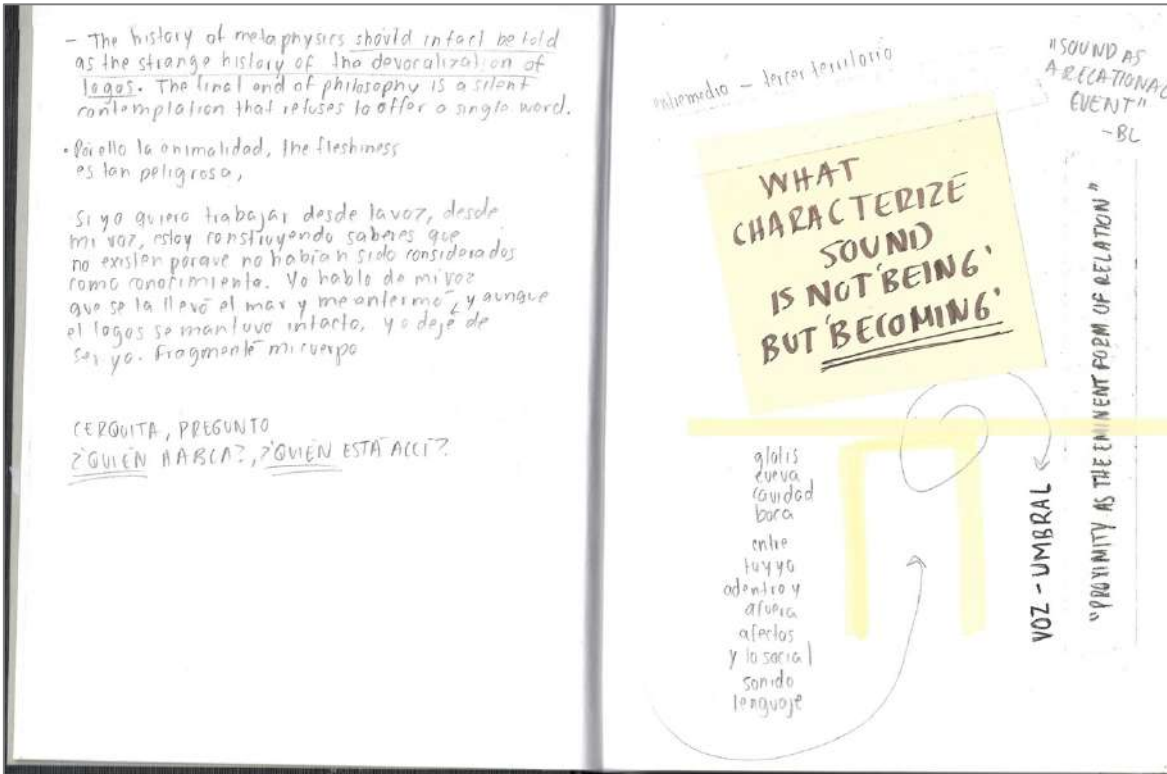 - The history of metaphysics should infact be told
as the strange history of the devocalization of
logos. The final end of philosophy is a silent
contemplation that refuses to offer a single word.
• Por ello la animalidad, the fleshiness
es tan peligrosa,
Si yo quiero trabajar desde la voz, desde
mi voz, estoy construyendo saberes que
no existen porque no habían sido considerados
como conocimiento. Yo hablo de mi voz
que se la llevó el mar y me enfermó, y aunque
el logos se mantuvo intacto, yo dejé de
ser yo. Fragmenté mi cuerpo
CERQUITA, PREGUNTO
¿QUIÉN HABLA?, ¿QUIÉN ESTÁ ALLÍ?
entremedio - tercer territorio
"SOUND AS
A RELATIONAL
EVENT"
-BL
WHAT
CHARACTERIZE
SOUND
IS NOT 'BEING'
BUT 'BECOMING'
glotis
cueva
cavidad
boca
entre
tu y yo
adentro y
afuera
afectos
y lo social
sonido
lenguaje
VOZ - UMBRAL
"PROXIMITY AS THE EMINENT FORM OF RELATION"